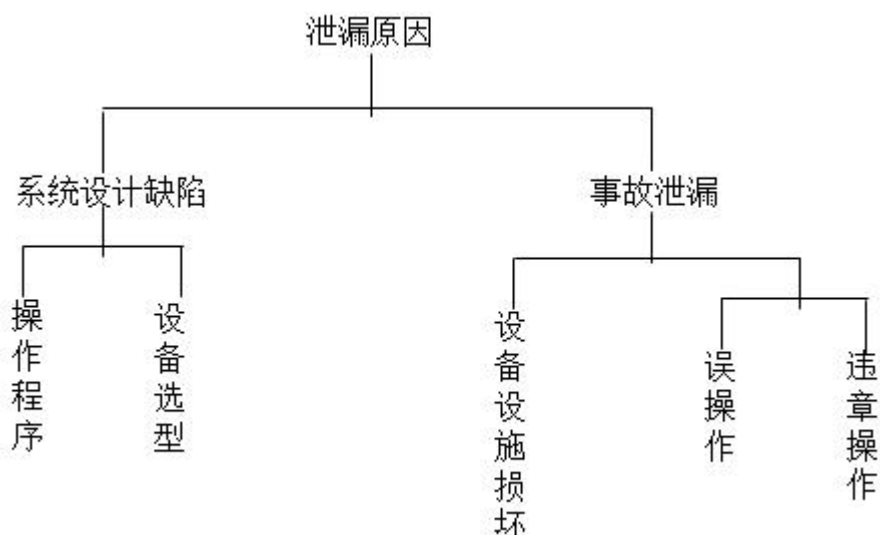 泄漏原因
系统设计缺陷
事故泄漏
操作程序
设备选型
设备设施损坏
误操作
违章操作